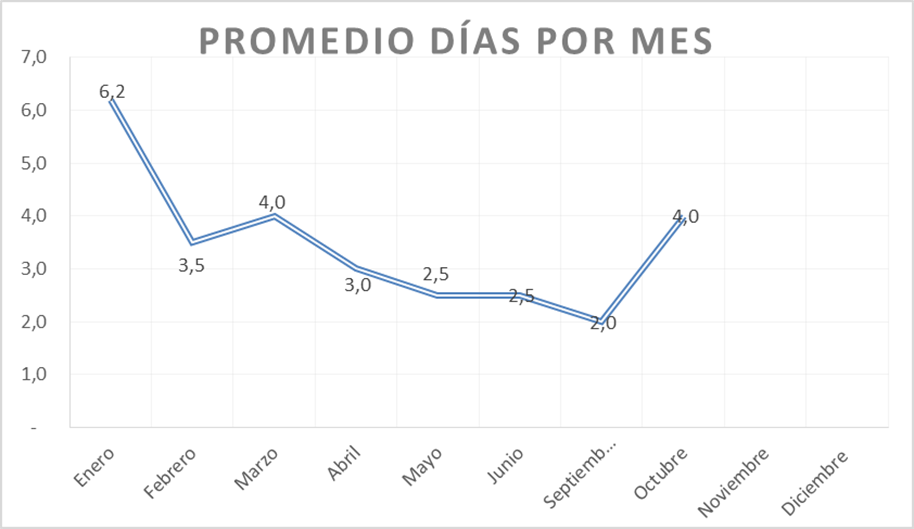 PROMEDIO DÍAS POR MES
7,0
6,0
5,0
4,0
3,0
2,0
1,0
-
6,2
3,5
4,0
3,0
2,5
2,5
2,0
4,0
Enero
Febrero
Marzo
Abril
Mayo
Junio
Septiemb...
Octubre
Noviembre
Diciembre